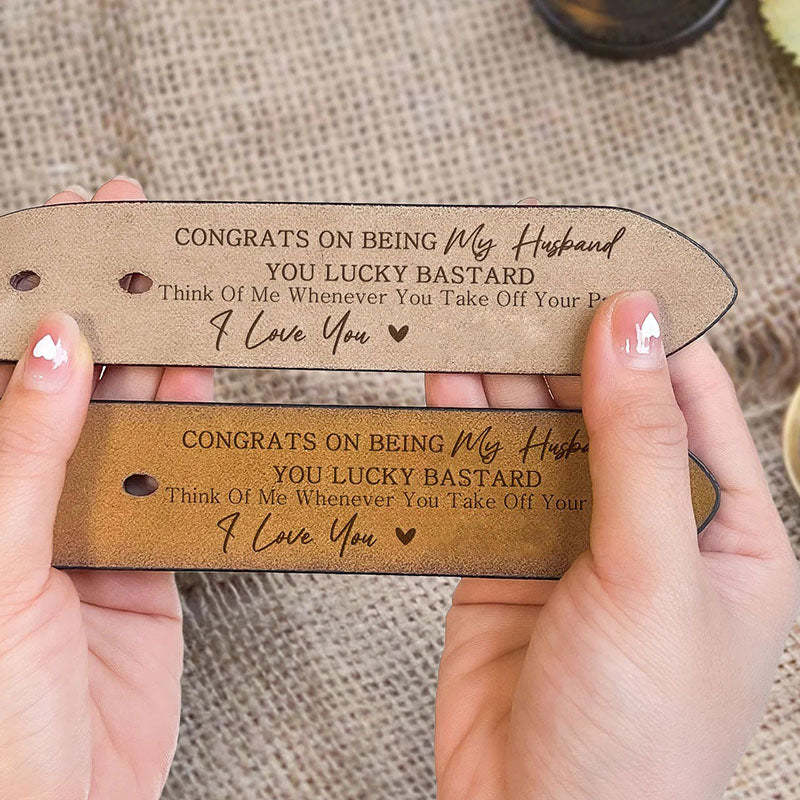 CONGRATS ON BEING My Husband
YOU LUCKY BASTARD
Think Of Me Whenever You Take Off Your
I Love You ♥
CONGRATS ON BEING My
YOU LUCKY BASTARD
Think Of Me Whenever You Take Off Your
I Love You ♥